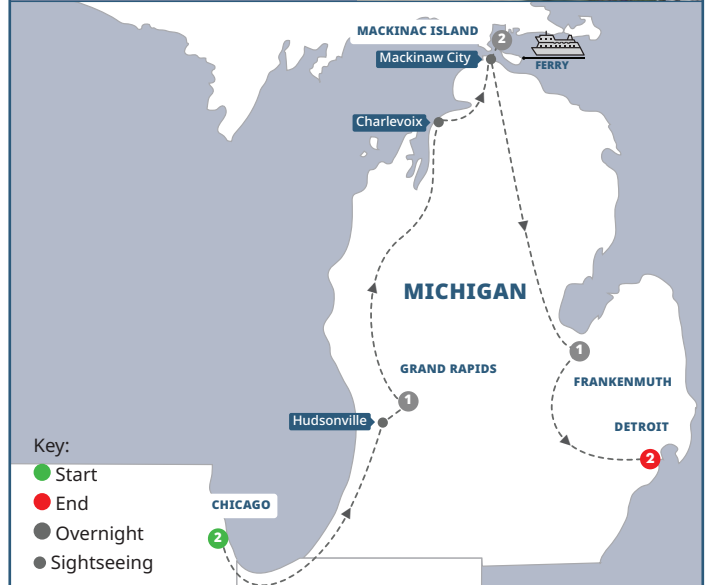 MACKINAC ISLAND
2
Mackinaw City
FERRY
Charlevoix
MICHIGAN
1
FRANKENMUTH
GRAND RAPIDS
1
Hudsonville
DETROIT
2
CHICAGO
2
Key:
Start
End
Overnight
Sightseeing